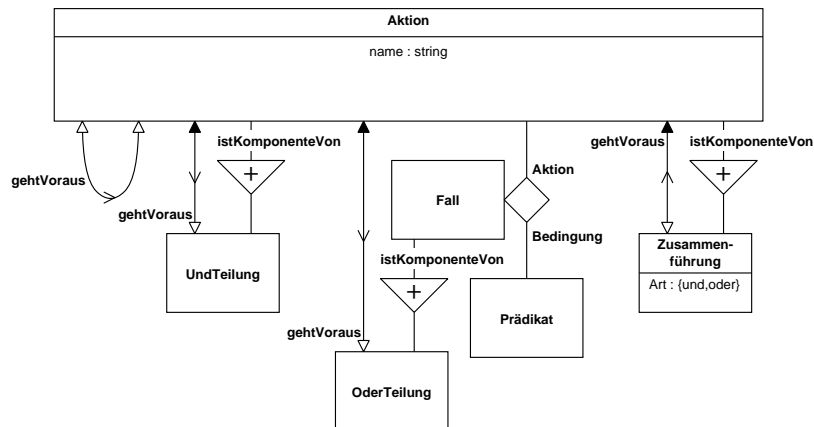 Aktion
name : string
istKomponenteVon
gehtVoraus
istKomponenteVon
gehtVoraus
+
Aktion
+
Fall
gehtVoraus
Bedingung
UndTeilung
istKomponenteVon
Zusammen-
führung
Art : {und,oder}
+
Prädikat
gehtVoraus
OderTeilung